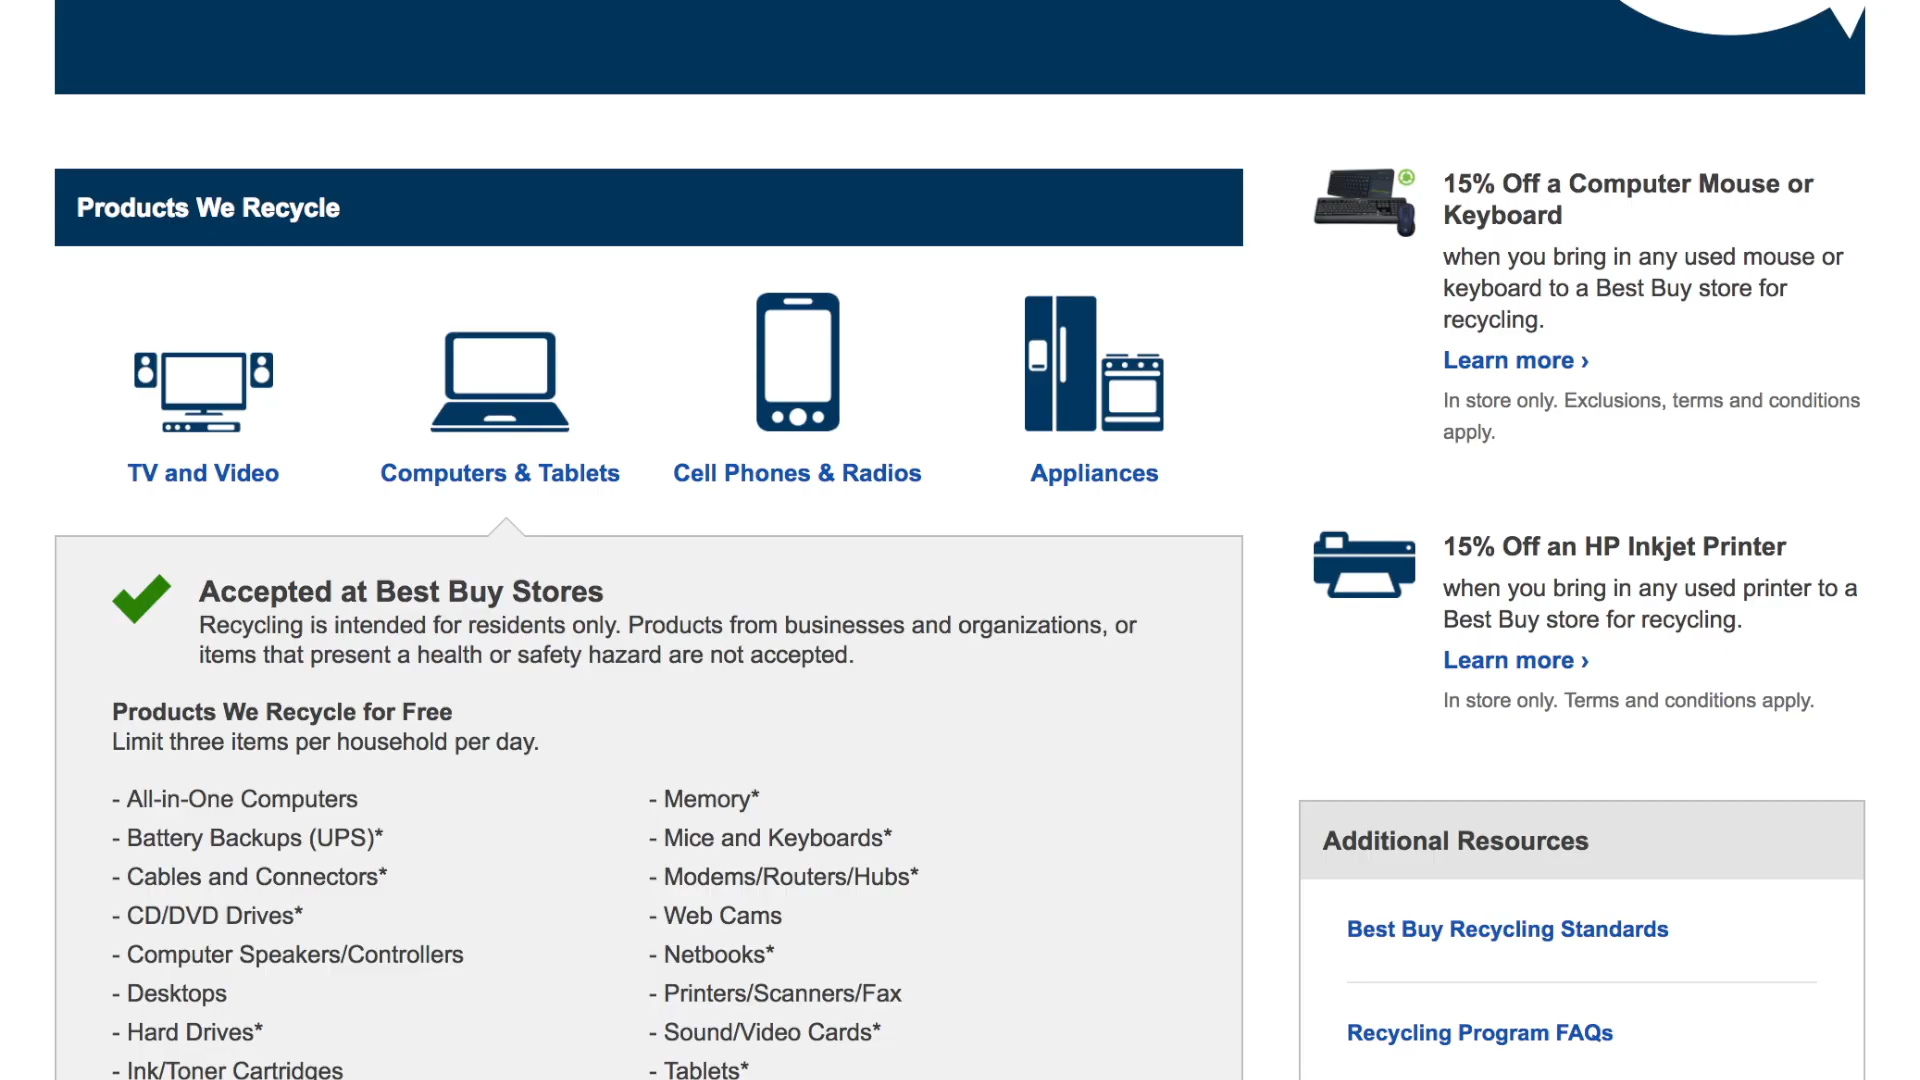 Products We Recycle
TV and Video
Computers & Tablets
Cell Phones & Radios
Appliances
Accepted at Best Buy Stores
Recycling is intended for residents only. Products from businesses and organizations, or
items that present a health or safety hazard are not accepted.
Products We Recycle for Free
Limit three items per household per day.
- All-in-One Computers
- Battery Backups (UPS)*
- Cables and Connectors*
- CD/DVD Drives*
- Computer Speakers/Controllers
- Desktops
- Hard Drives*
- Ink/Toner Cartridges
- Memory*
- Mice and Keyboards*
- Modems/Routers/Hubs*
- Web Cams
- Netbooks*
- Printers/Scanners/Fax
- Sound/Video Cards*
- Tablets*
15% Off a Computer Mouse or
Keyboard
when you bring in any used mouse or
keyboard to a Best Buy store for
recycling.
Learn more ›
In store only. Exclusions, terms and conditions
apply.
15% Off an HP Inkjet Printer
when you bring in any used printer to a
Best Buy store for recycling.
Learn more ›
In store only. Terms and conditions apply.
Additional Resources
Best Buy Recycling Standards
Recycling Program FAQs